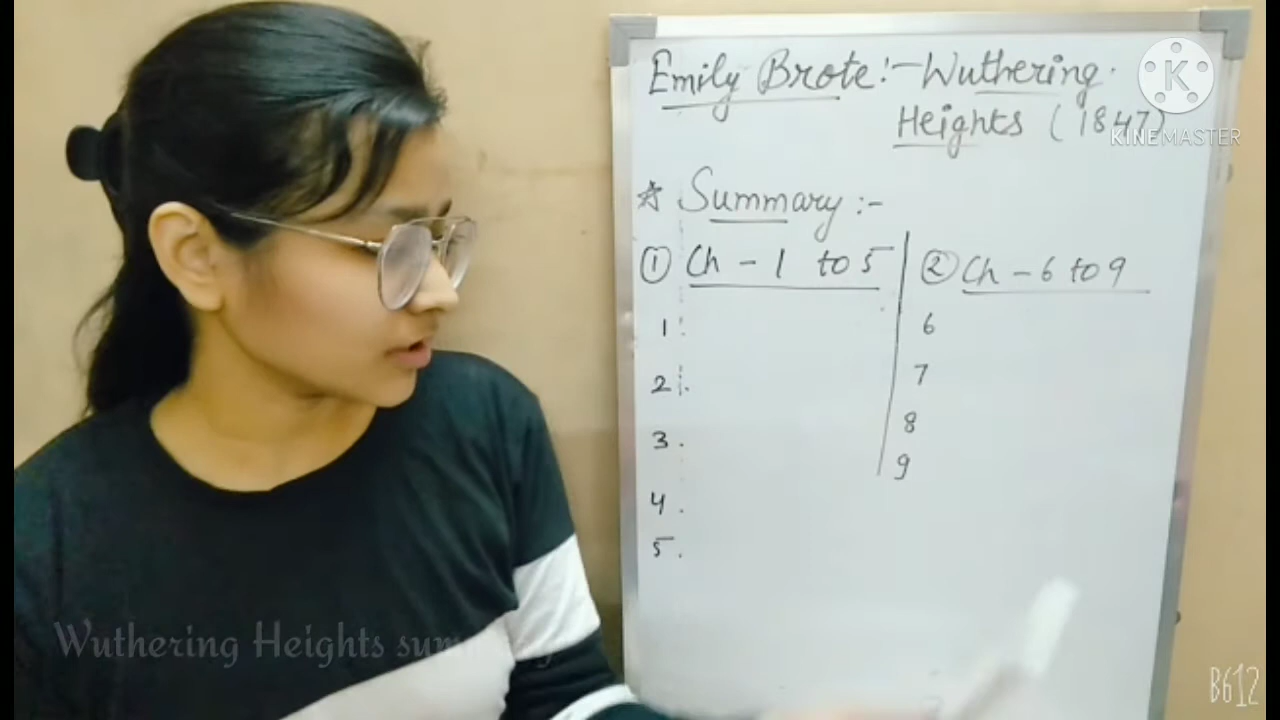 Emily Brote:- Wuthering
Heights (1847)
☆ Summary :-
① Ch - 1 to 5
1.
2.
3.
4.
5.
② Ch - 6 to 9
6
7
8
9
K
KINEMASTER
Wuthering Heights
B612